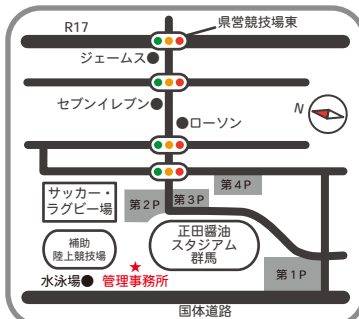 R17
県営競技場東
ジェームス
セブンイレブン
ローソン
N
サッカー・
ラグビー場
第2P
第3P
第4P
補助
陸上競技場
正田醤油
スタジアム
群馬
第1P
水泳場
管理事務所
国体道路